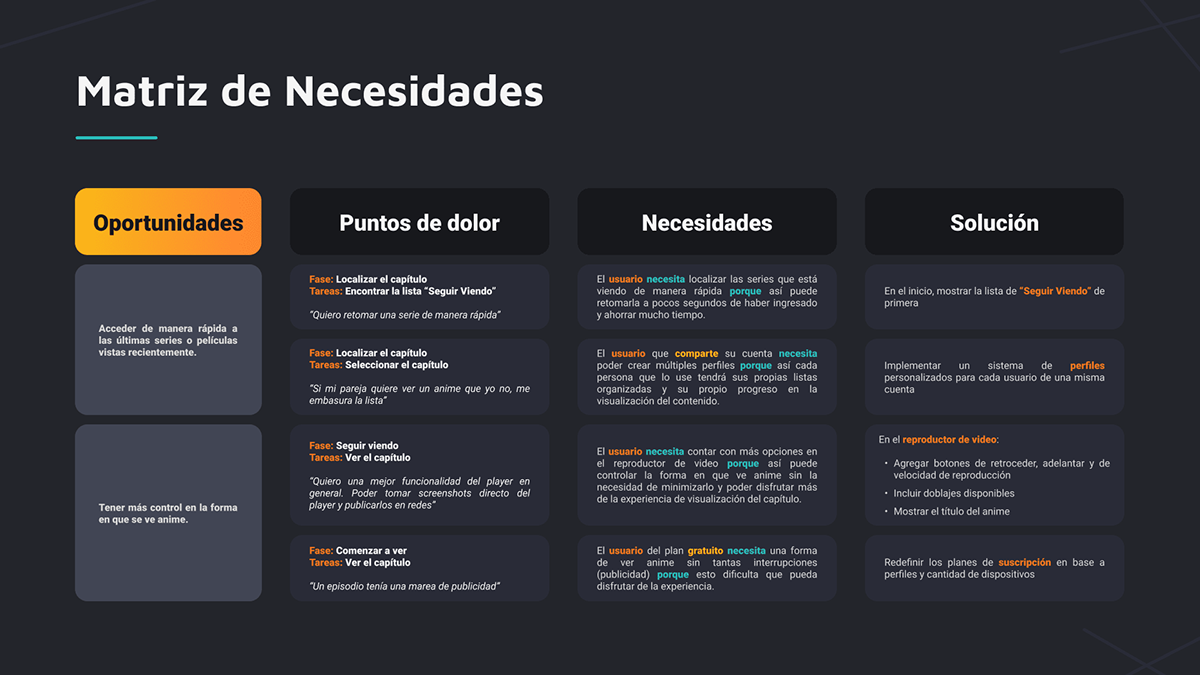 Matriz de Necesidades
Oportunidades
Puntos de dolor
Necesidades
Solución
Acceder de manera rápida a
las últimas series o películas
vistas recientemente.
Fase: Localizar el capítulo
Tareas: Encontrar la lista “Seguir Viendo”
“Quiero retomar una serie de manera rápida”
El usuario necesita localizar las series que está
viendo de manera rápida porque así puede
retomarla a pocos segundos de haber ingresado
y ahorrar mucho tiempo.
En el inicio, mostrar la lista de “Seguir Viendo” de
primera
Fase: Localizar el capítulo
Tareas: Seleccionar el capítulo
“Si mi pareja quiere ver un anime que yo no, me
embasura la lista”
El usuario que comparte su cuenta necesita
poder crear múltiples perfiles porque así cada
persona que lo use tendrá sus propias listas
organizadas y su propio progreso en la
visualización del contenido.
Implementar un sistema de perfiles
personalizados para cada usuario de una misma
cuenta
Tener más control en la forma
en que se ve anime.
Fase: Seguir viendo
Tareas: Ver el capítulo
“Quiero una mejor funcionalidad del player en
general. Poder tomar screenshots directo del
player y publicarlos en redes”
El usuario necesita contar con más opciones en
el reproductor de video porque así puede
controlar la forma en que ve anime sin la
necesidad de minimizarlo y poder disfrutar más
de la experiencia de visualización del capítulo.
En el reproductor de video:
• Agregar botones de retroceder, adelantar y de
velocidad de reproducción
• Incluir doblajes disponibles
• Mostrar el título del anime
Fase: Comenzar a ver
Tareas: Ver el capítulo
“Un episodio tenía una marea de publicidad”
El usuario del plan gratuito necesita una forma
de ver anime sin tantas interrupciones
(publicidad) porque esto dificulta que pueda
disfrutar de la experiencia.
Redefinir los planes de suscripción en base a
perfiles y cantidad de dispositivos